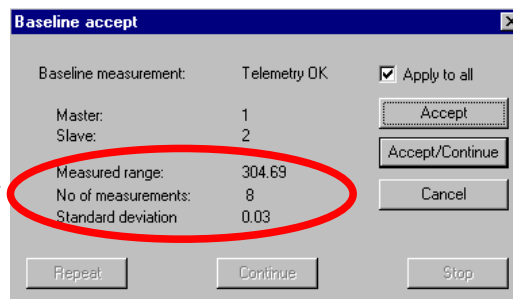 Baseline accept
Baseline measurement: Telemetry OK Apply to all
Master: 1 Accept
Slave: 2
Accept/Continue
Measured range: 304.69
No of measurements: 8 Cancel
Standard deviation 0.03
Repeat Continue Stop